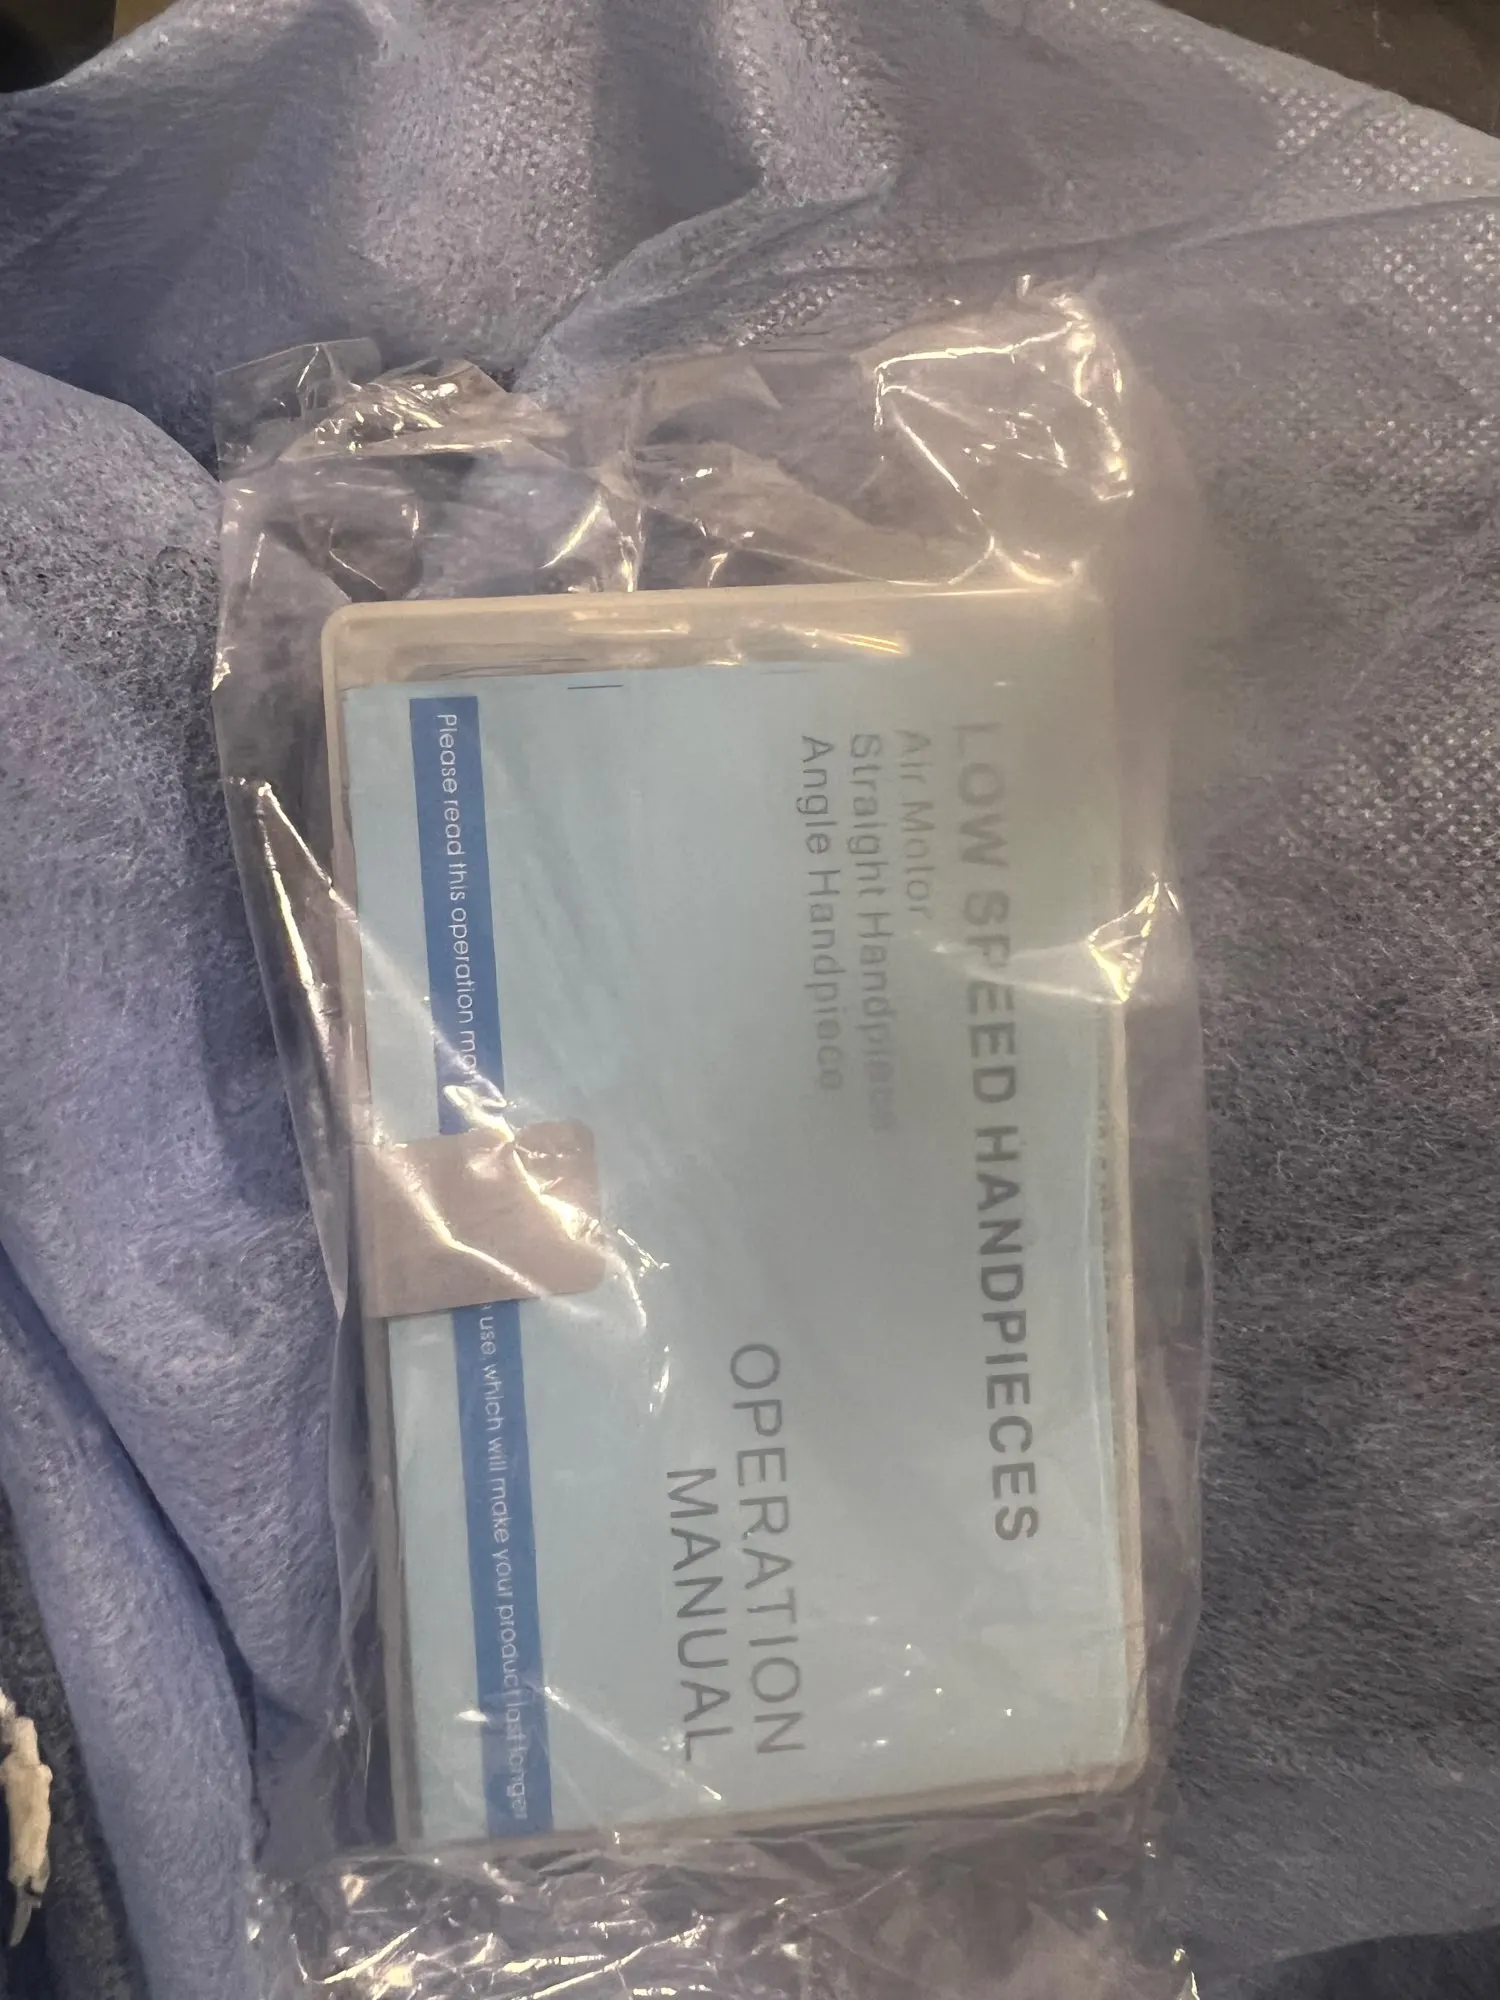 LOW SPEED HANDPIECES
Air Motor
Straight Handpiece
Angle Handpiece
OPERATION
MANUAL
Please read this operation use, which will make your product last longer